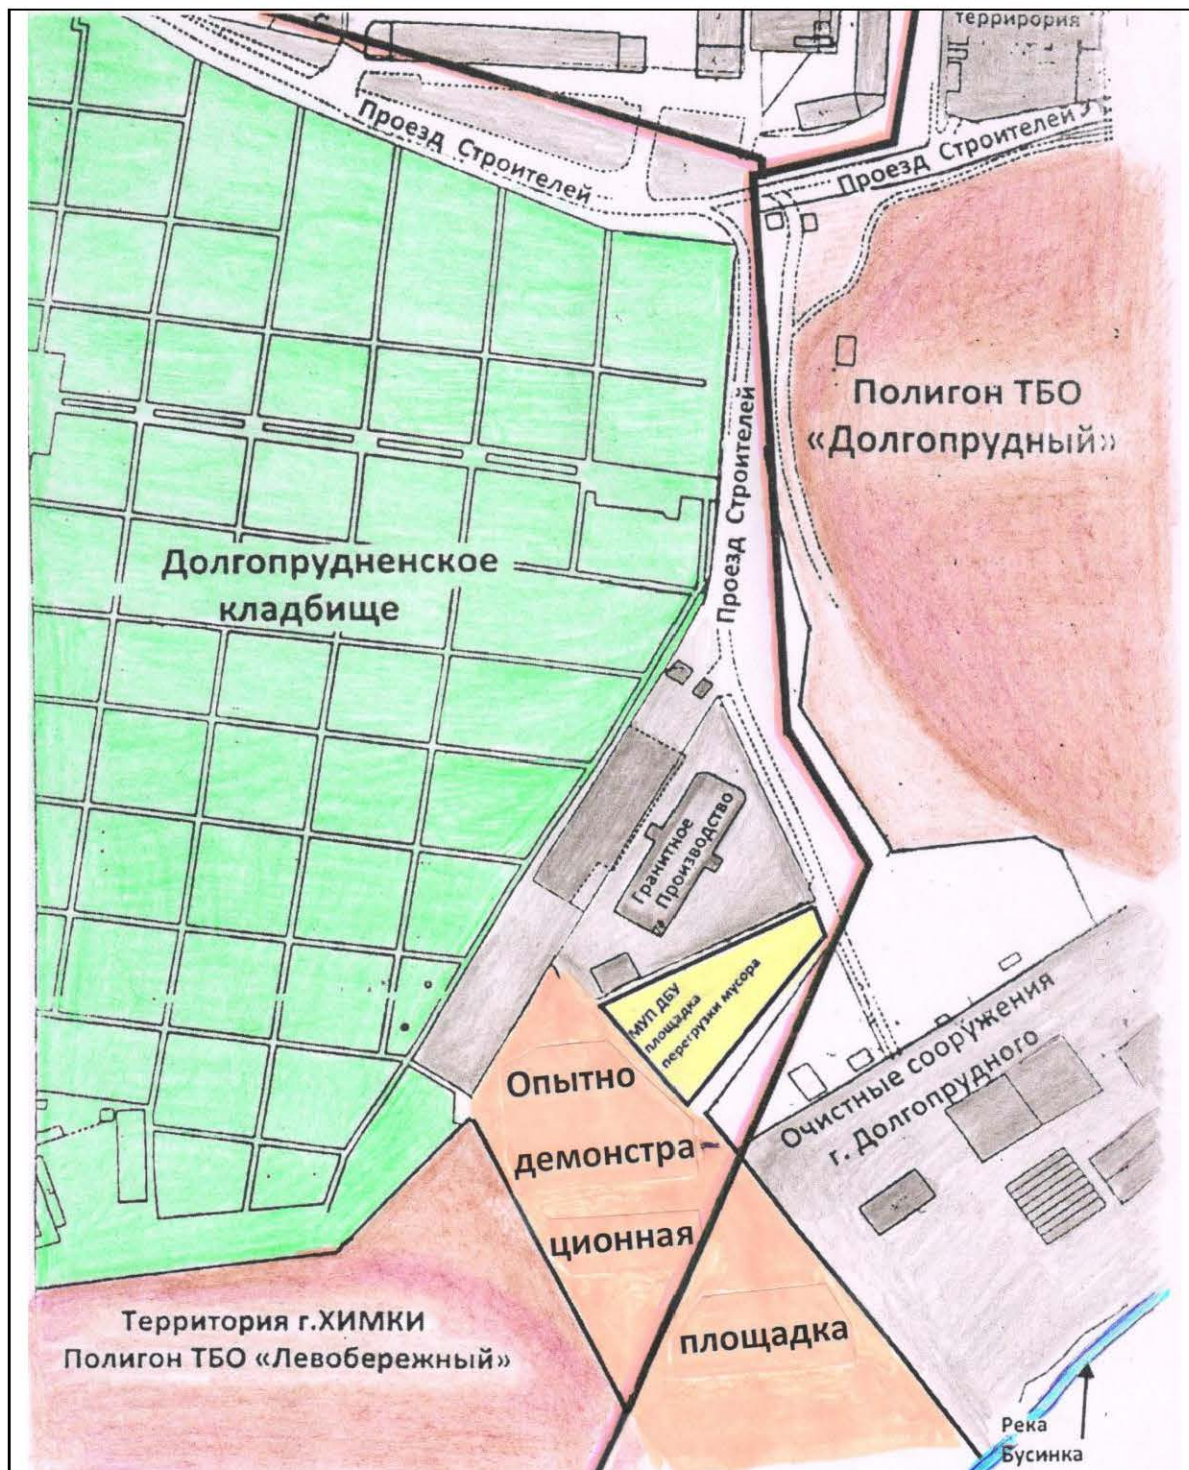 террирория
Проезд Строителей
Проезд Строителей
Полигон ТБО
«Долгопрудный»
Проезд Строителей
Долгопрудненское
кладбище
Гранитное
Производство
МУП ДБУ
площадка
перегрузки мусора
Опытно
демонстра-
ционная
площадка
Очистные сооружения
г. Долгопрудного
Территория г.ХИМКИ
Полигон ТБО «Левобережный»
Река
Бусинка